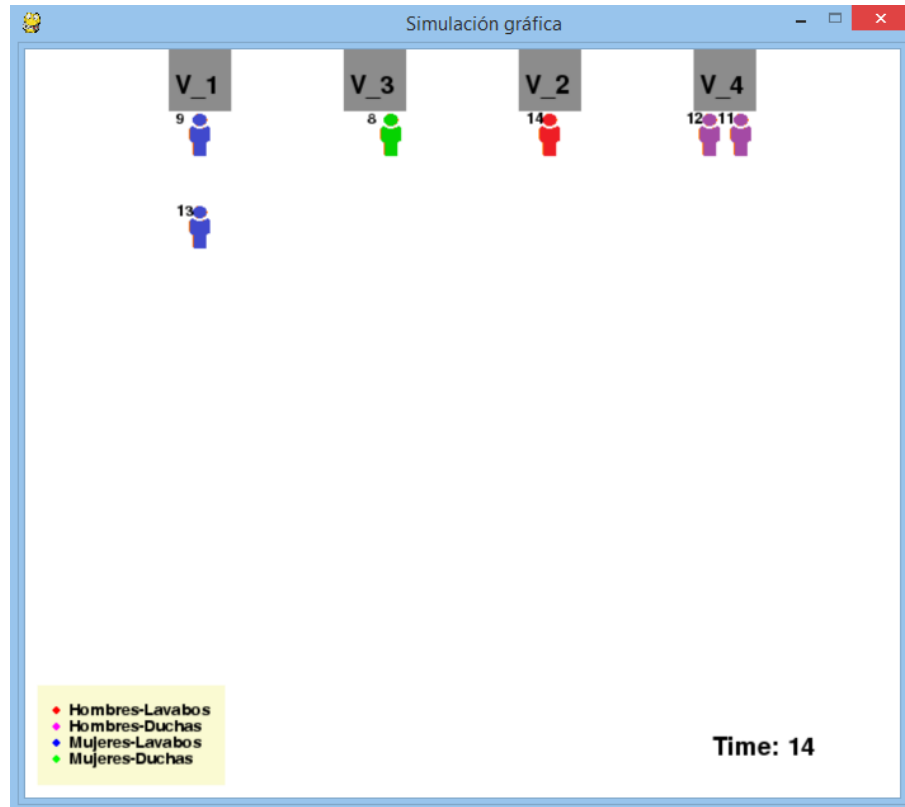 Simulación gráfica
V_1 V_3 V_2 V_4
9 8 14 12 11
13
Hombres-Lavabos
Hombres-Duchas
Mujeres-Lavabos
Mujeres-Duchas
Time: 14